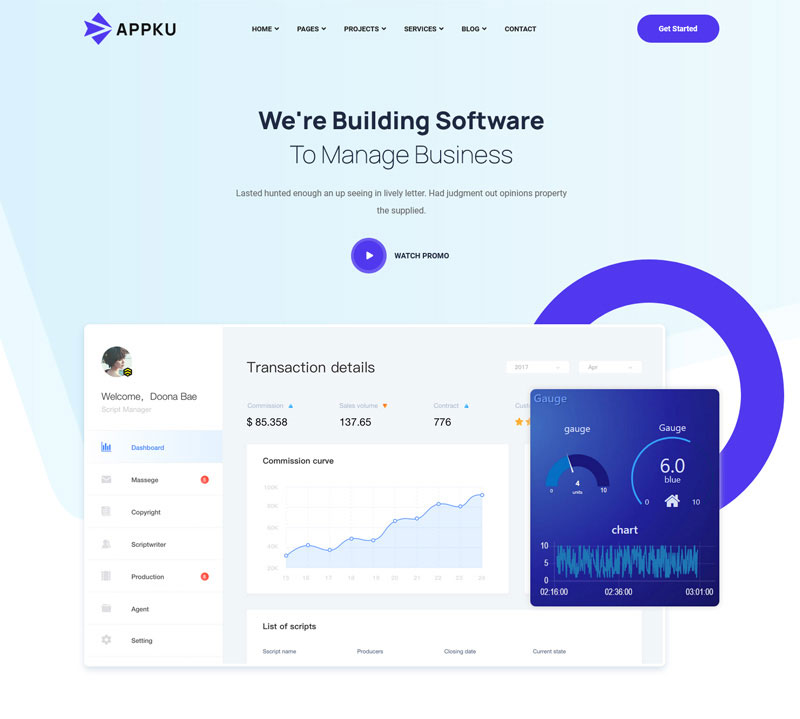 APPKU
HOME PAGES PROJECTS SERVICES BLOG CONTACT
Get Started
We're Building Software
To Manage Business
Lasted hunted enough an up seeing in lively letter. Had judgment out opinions property
the supplied.
WATCH PROMO
Welcome, Doona Bae
Script Manager
Dashboard
Massege 5
Copyright
Scriptwriter
Production 5
Agent
Setting
Transaction details
2017 Apr
Commission Sales volume Contract
$ 85.358 137.65 776
Commission curve
100K
80K
60K
40K
20K
15 16 17 18 19 20 21 22 23 24
List of scripts
Sscript name Producers Closing date Current state
Gauge
gauge
0 4 10
units
Gauge
6.0
blue
0 10
chart
10
5
0
02:16:00 02:36:00 03:01:00